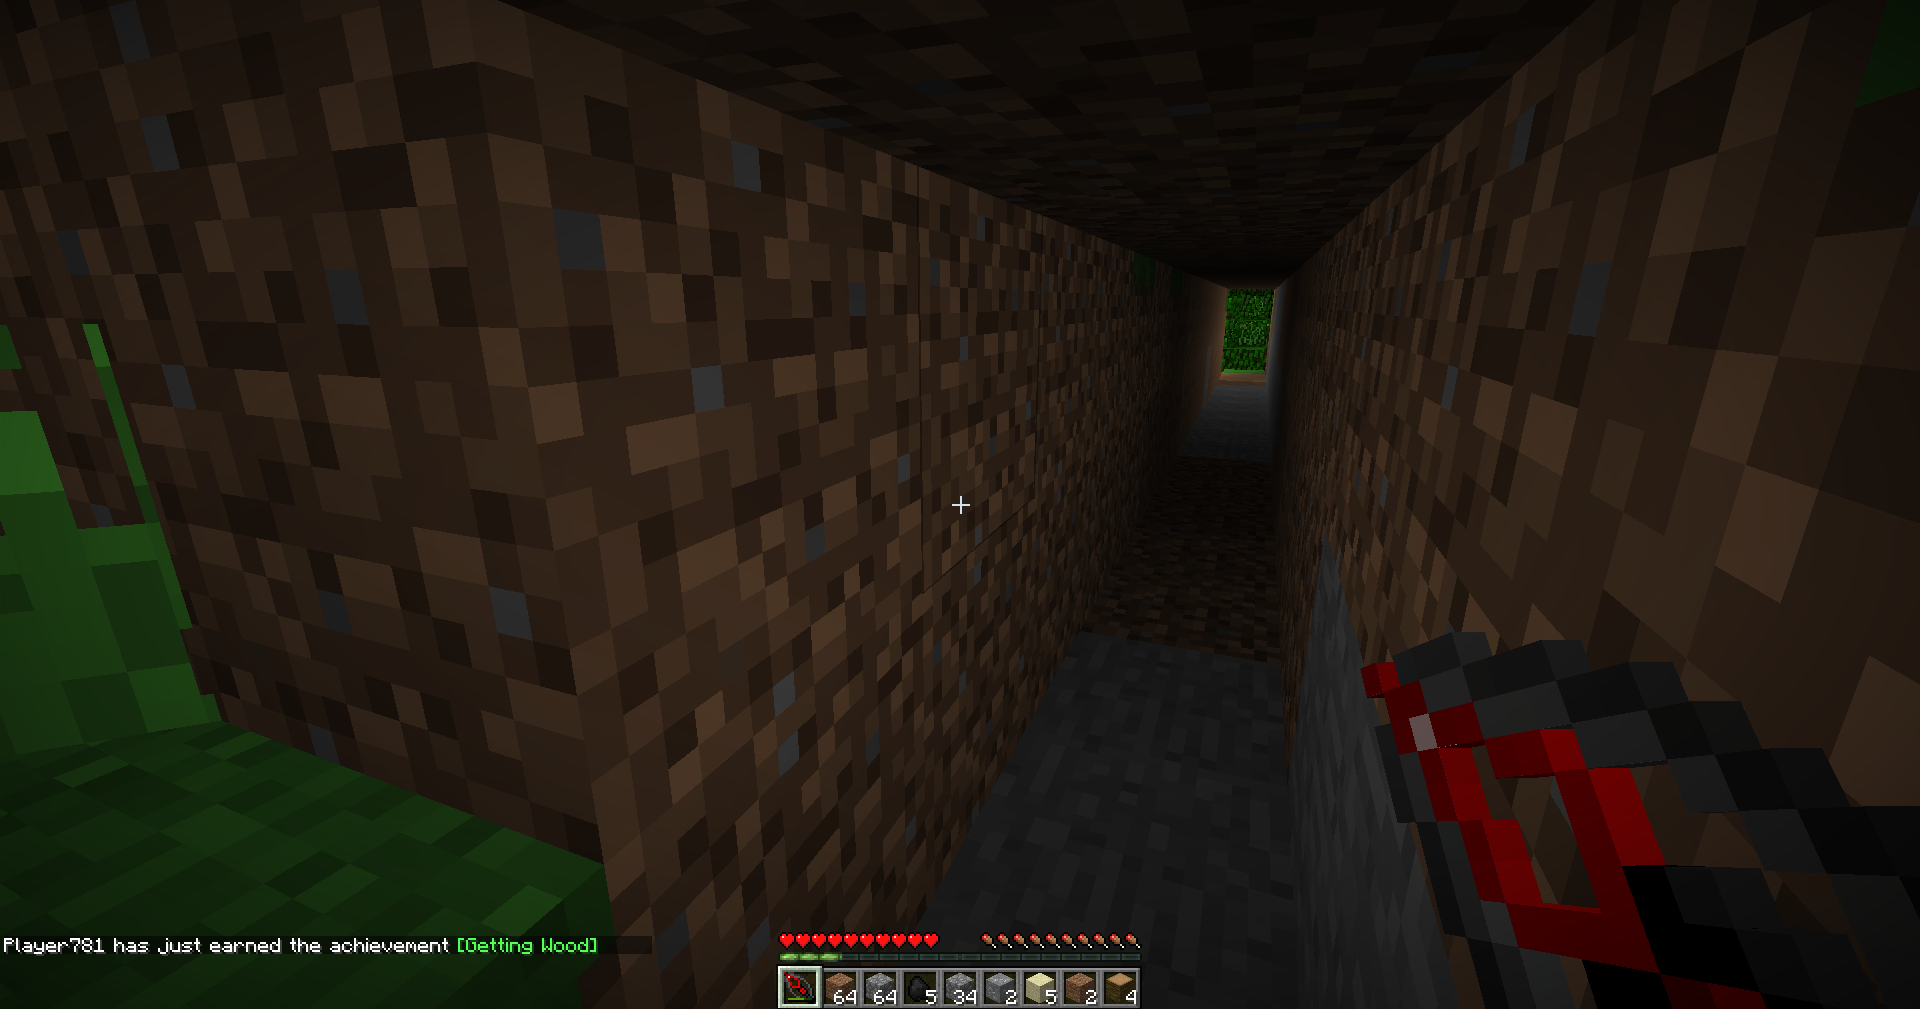 Player781 has just earned the achievement [Getting Wood]
64 64 5 34 2 5 2 4